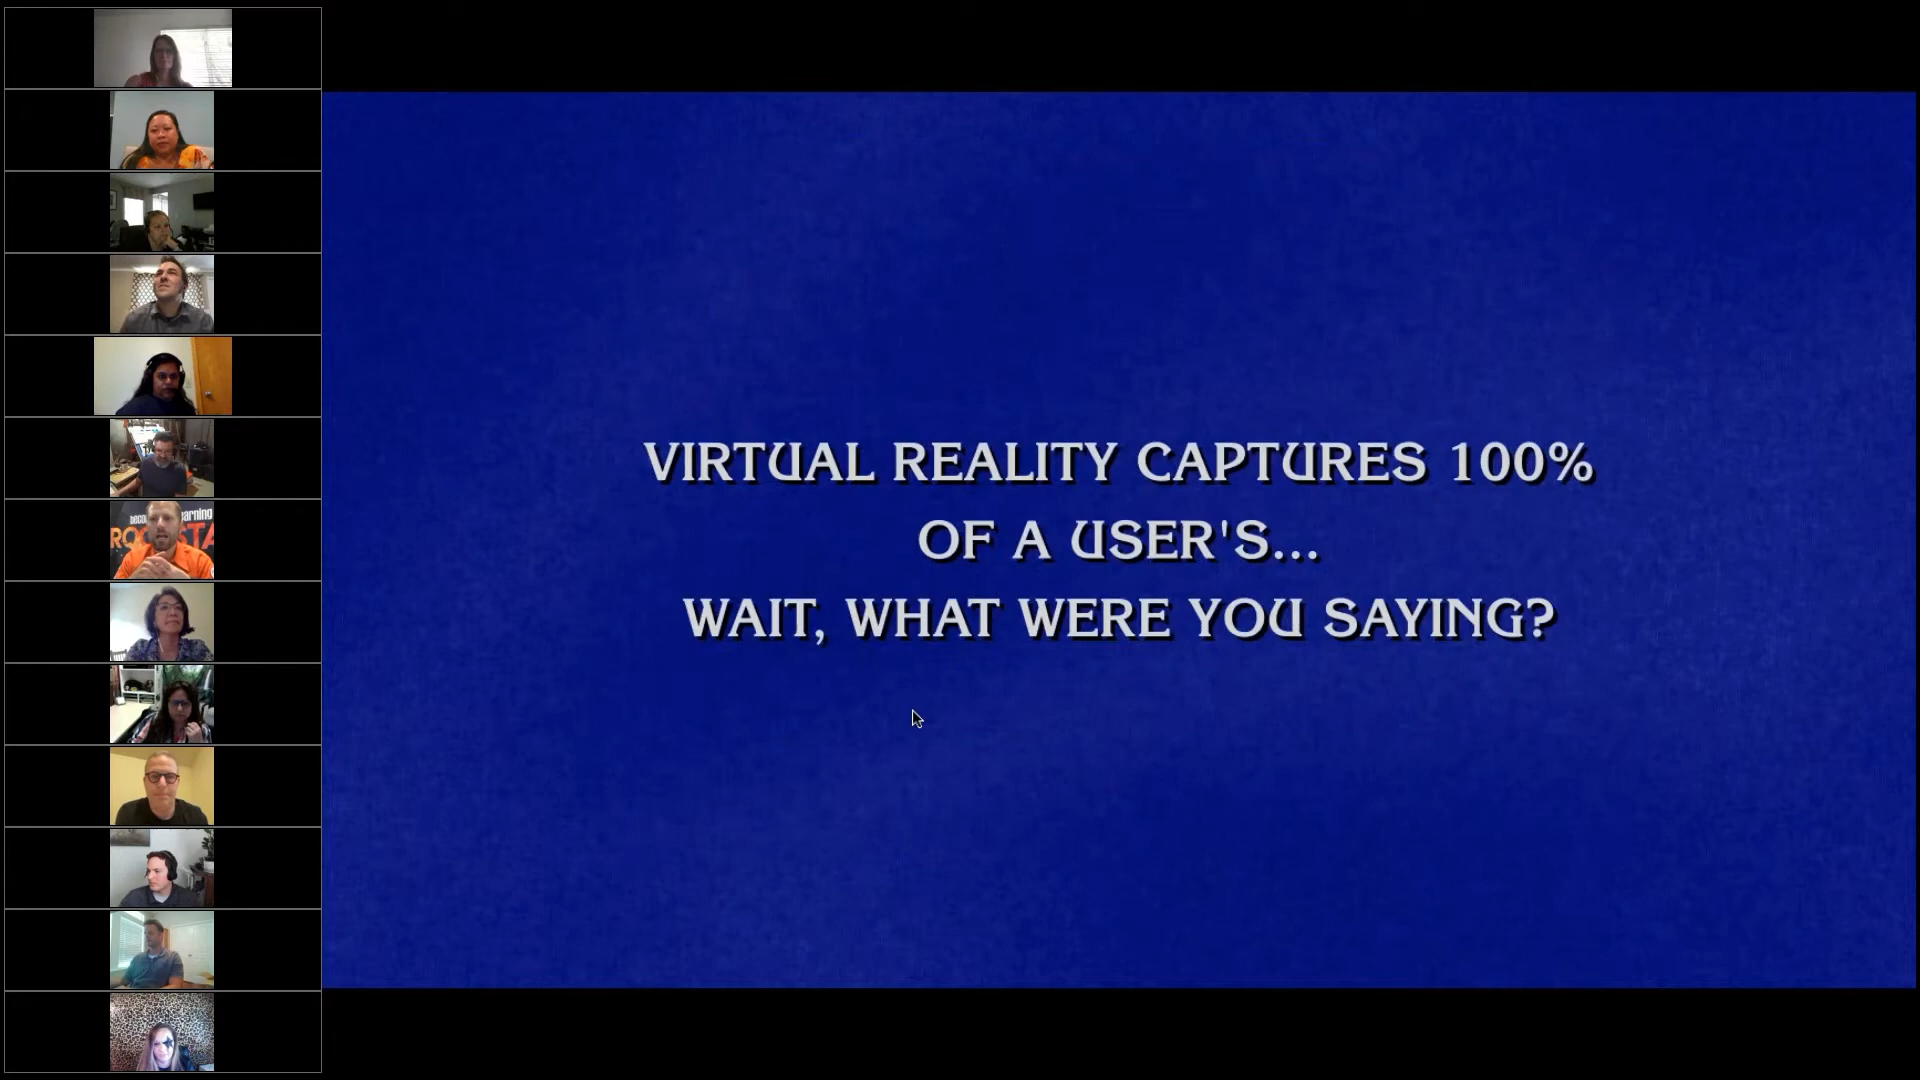 VIRTUAL REALITY CAPTURES 100%
OF A USER'S...
WAIT, WHAT WERE YOU SAYING?